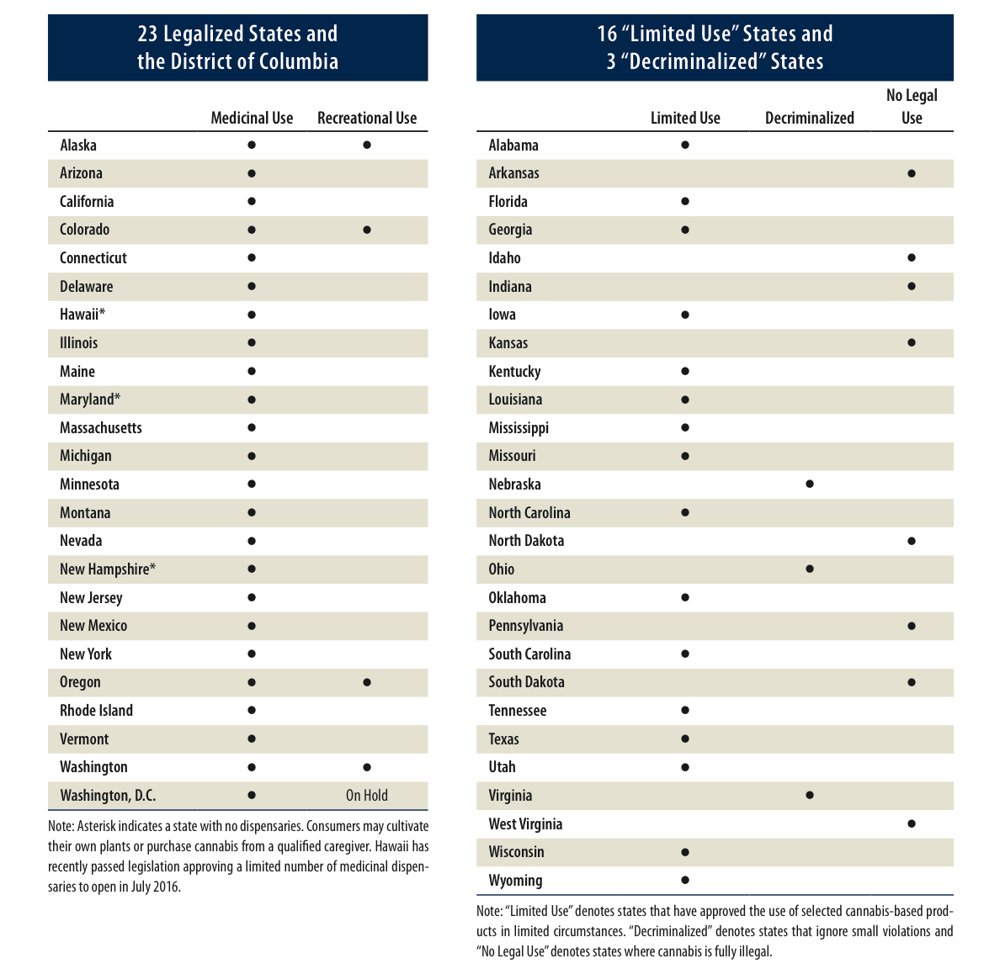 23 Legalized States and
the District of Columbia
Medicinal Use Recreational Use
Alaska ● ●
Arizona ●
California ●
Colorado ● ●
Connecticut ●
Delaware ●
Hawaii* ●
Illinois ●
Maine ●
Maryland* ●
Massachusetts ●
Michigan ●
Minnesota ●
Montana ●
Nevada ●
New Hampshire* ●
New Jersey ●
New Mexico ●
New York ●
Oregon ● ●
Rhode Island ●
Vermont ●
Washington ● ●
Washington, D.C. ● On Hold
Note: Asterisk indicates a state with no dispensaries. Consumers may cultivate
their own plants or purchase cannabis from a qualified caregiver. Hawaii has
recently passed legislation approving a limited number of medicinal dispen-
saries to open in July 2016.
16 “Limited Use” States and
3 “Decriminalized” States
No Legal
Limited Use Decriminalized Use
Alabama ●
Arkansas ●
Florida ●
Georgia ●
Idaho ●
Indiana ●
Iowa ●
Kansas ●
Kentucky ●
Louisiana ●
Mississippi ●
Missouri ●
Nebraska ●
North Carolina ●
North Dakota ●
Ohio ●
Oklahoma ●
Pennsylvania ●
South Carolina ●
South Dakota ●
Tennessee ●
Texas ●
Utah ●
Virginia ●
West Virginia ●
Wisconsin ●
Wyoming ●
Note: “Limited Use” denotes states that have approved the use of selected cannabis-based prod-
ucts in limited circumstances. “Decriminalized” denotes states that ignore small violations and
“No Legal Use” denotes states where cannabis is fully illegal.